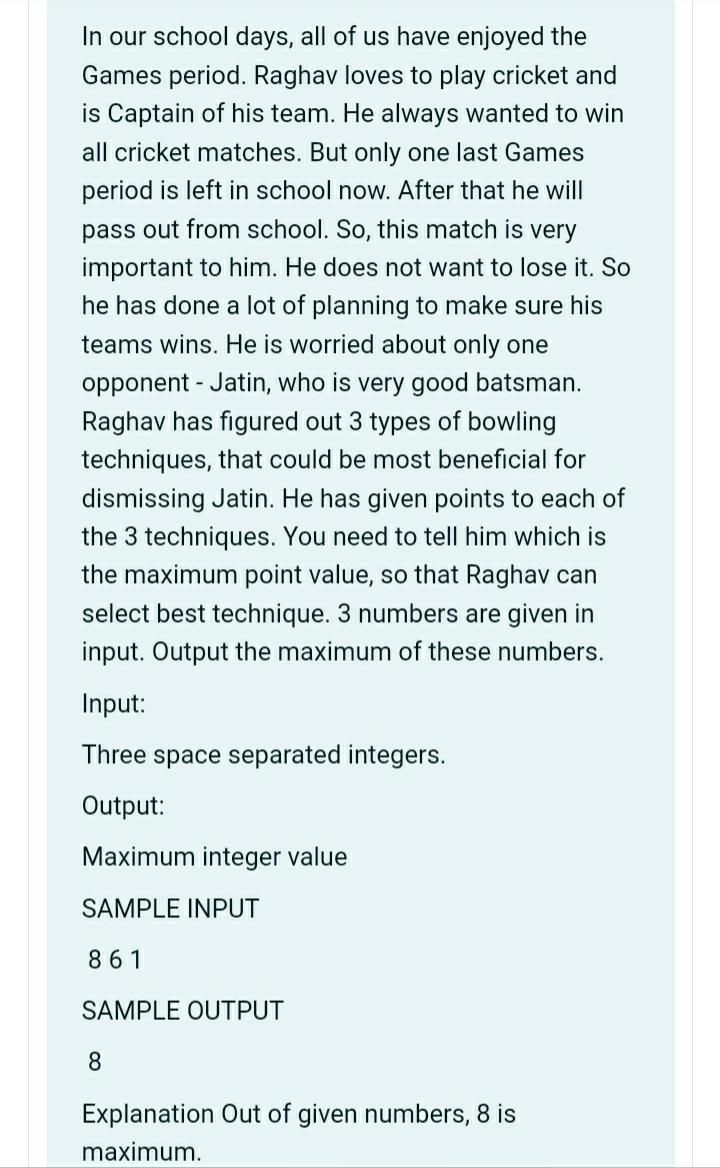 In our school days, all of us have enjoyed the
Games period. Raghav loves to play cricket and
is Captain of his team. He always wanted to win
all cricket matches. But only one last Games
period is left in school now. After that he will
pass out from school. So, this match is very
important to him. He does not want to lose it. So
he has done a lot of planning to make sure his
teams wins. He is worried about only one
opponent - Jatin, who is very good batsman.
Raghav has figured out 3 types of bowling
techniques, that could be most beneficial for
dismissing Jatin. He has given points to each of
the 3 techniques. You need to tell him which is
the maximum point value, so that Raghav can
select best technique. 3 numbers are given in
input. Output the maximum of these numbers.
Input:
Three space separated integers.
Output:
Maximum integer value
SAMPLE INPUT
8 6 1
SAMPLE OUTPUT
8
Explanation Out of given numbers, 8 is
maximum.